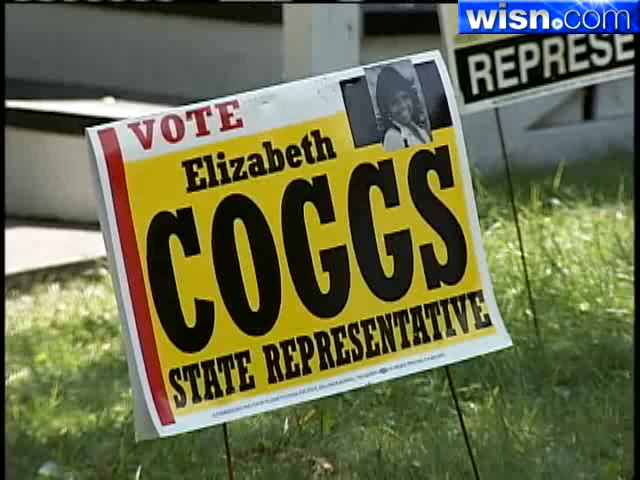 wisn.com
REPRESE
VOTE
Elizabeth
COGGS
STATE REPRESENTATIVE